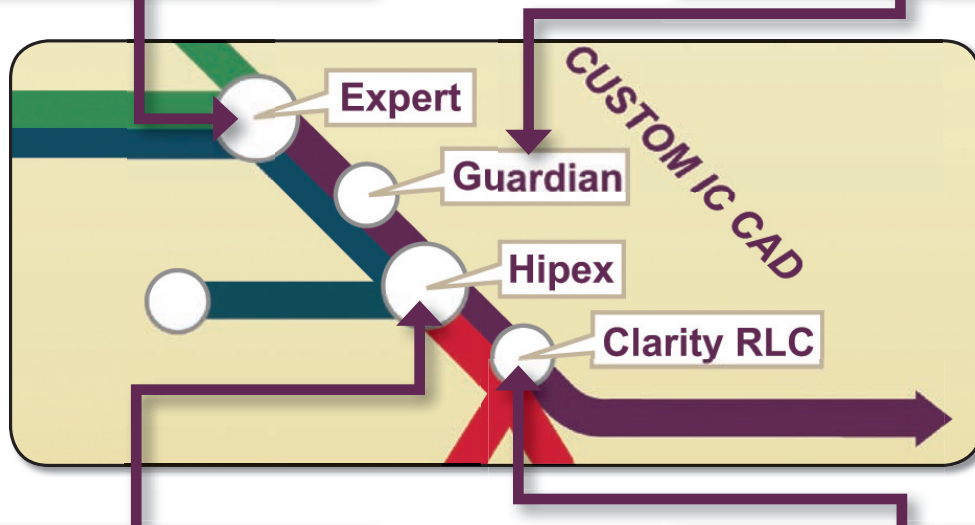 Expert
CUSTOM IC CAD
Guardian
Hipex
Clarity RLC